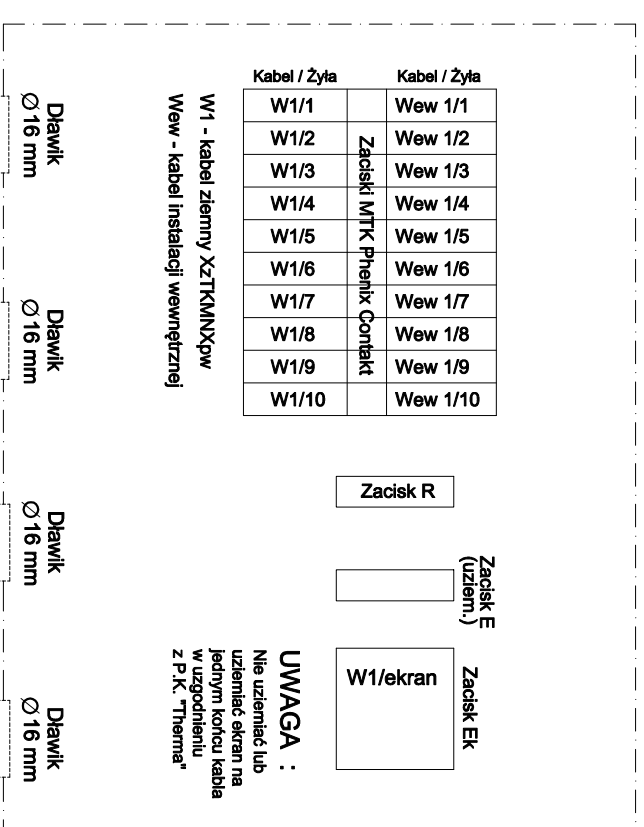 Kabel / Żyła
Kabel / Żyła
W1/1
Wew 1/1
W1/2
Wew 1/2
W1/3
Wew 1/3
W1/4
Wew 1/4
W1/5
Wew 1/5
W1/6
Wew 1/6
W1/7
Wew 1/7
W1/8
Wew 1/8
W1/9
Wew 1/9
W1/10
Wew 1/10
Zaciski MTK Phenix Contakt
W1 - kabel ziemny XzTKMNXpw
Wew - kabel instalacji wewnętrznej
Dławik
Ø 16 mm
Dławik
Ø 16 mm
Dławik
Ø 16 mm
Dławik
Ø 16 mm
Zacisk R
Zacisk E
(uziem.)
W1/ekran
Zacisk Ek
UWAGA :
Nie uziemiać lub
uziemiać ekran na
jednym końcu kabla
w uzgodnieniu
z P.K. "Therma"